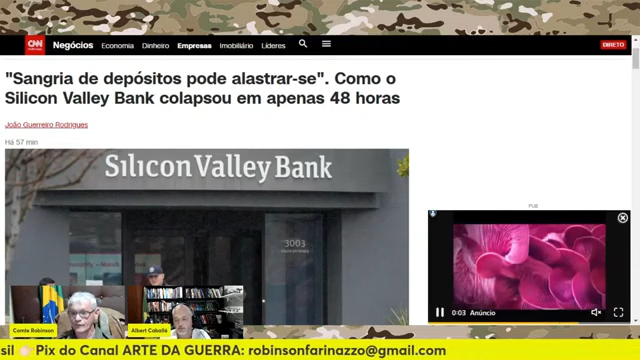 CNN
Negócios
Economia
Dinheiro
Empresas
Imobiliário
Líderes
DIRETO
"Sangria de depósitos pode alastrar-se". Como o
Silicon Valley Bank colapsou em apenas 48 horas
João Guerreiro Rodrigues
Há 57 min
Silicon Valley Bank
3003
PUB
0:03 Anúncio
Comte Robinson
Albert Caballé
sil Pix do Canal ARTE DA GUERRA: robinsonfarinazzo@gmail.com